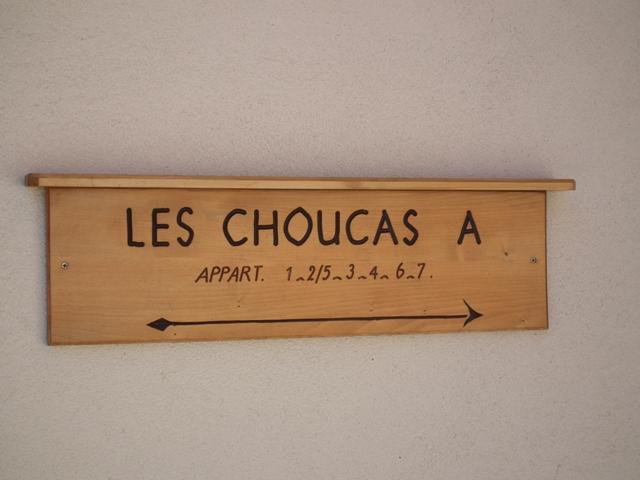 LES CHOUCAS A
APPART. 1-2/5-3-4-6-7.